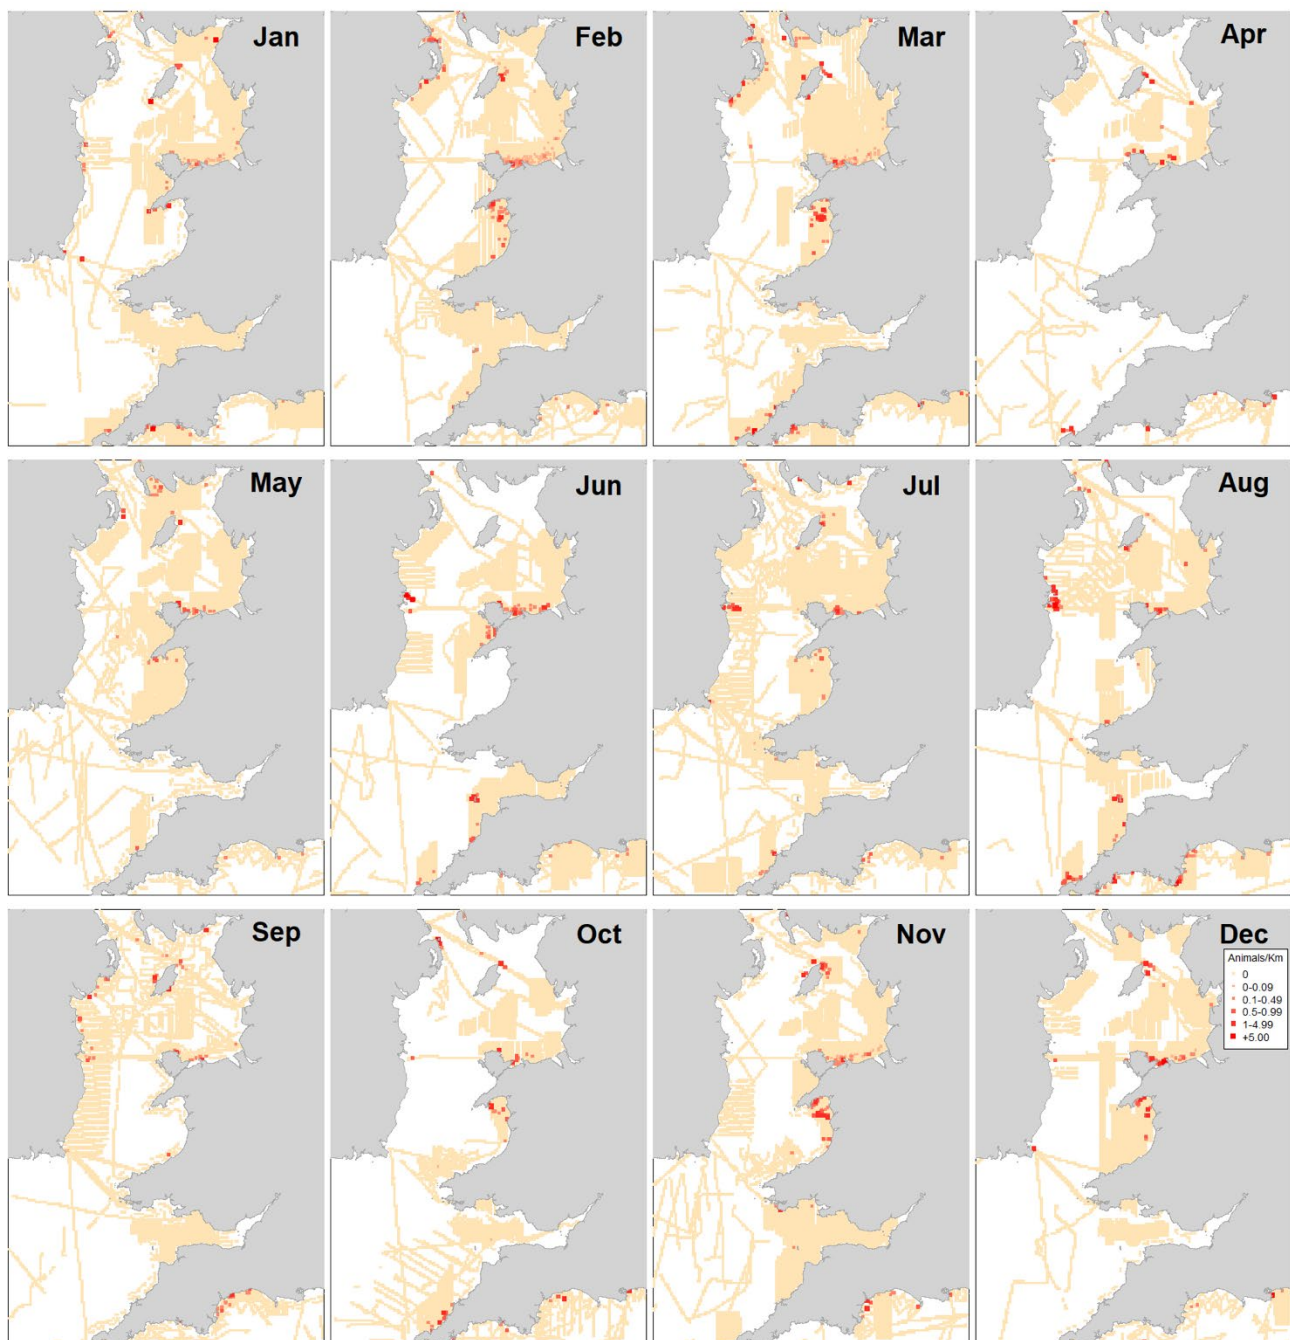 Jan
Feb
Mar
Apr
May
Jun
Jul
Aug
Sep
Oct
Nov
Dec
Animals/Km
0
0-0.09
0.1-0.49
0.5-0.99
1-4.99
+5.00